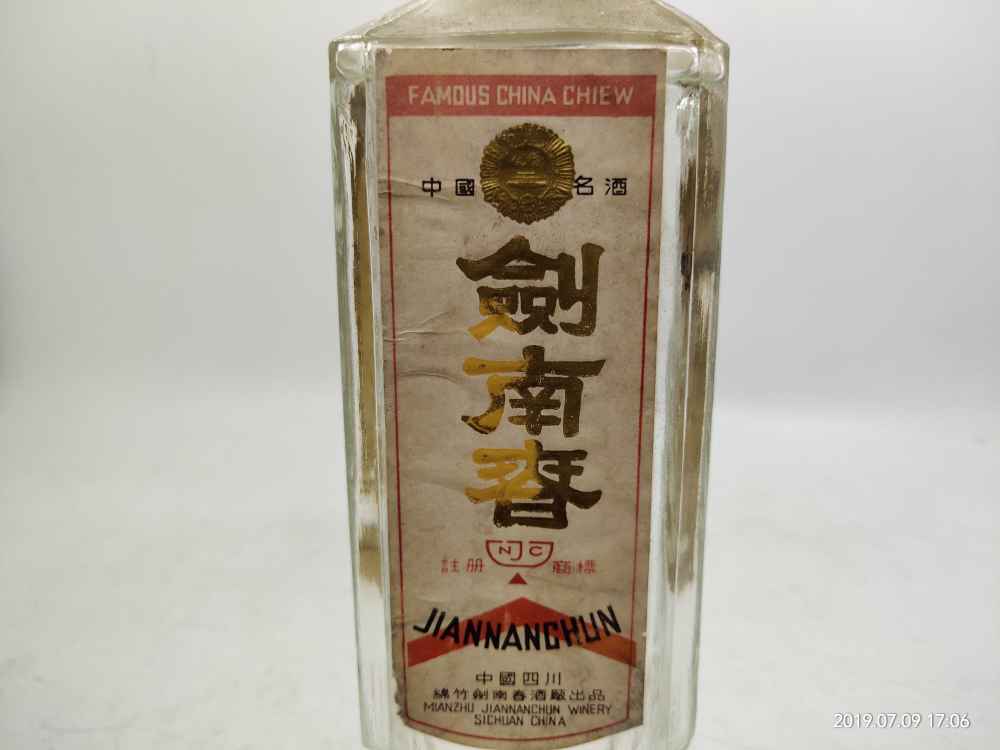 FAMOUS CHINA CHIEW
中國 名酒
劍南春
NJC
註册 商標
JIANNANCHUN
中國四川
綿竹劍南春酒厰出品
MIANZHU JIANNANCHUN WINERY
SICHUAN CHINA
2019.07.09 17:06